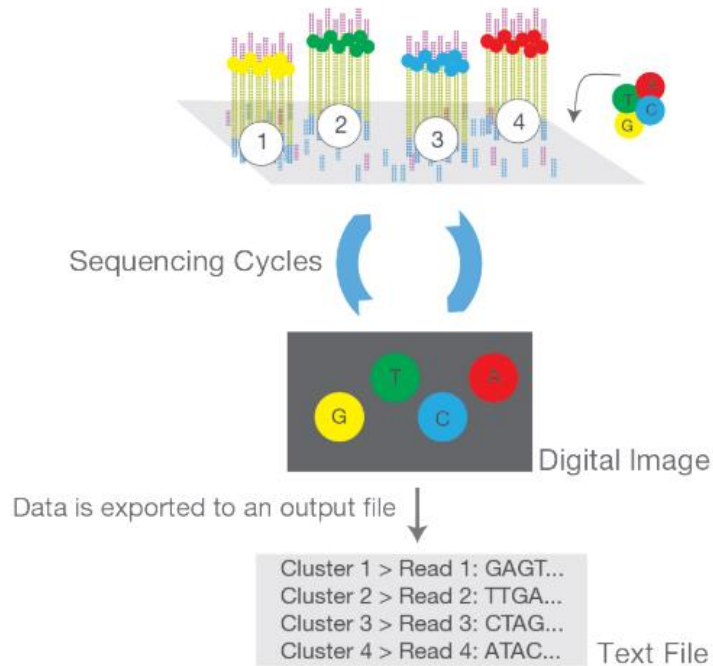 A
T
C
G
1
2
3
4
Sequencing Cycles
G
T
C
A
Digital Image
Data is exported to an output file
Cluster 1 > Read 1: GAGT...
Cluster 2 > Read 2: TTGA...
Cluster 3 > Read 3: CTAG...
Cluster 4 > Read 4: ATAC...
Text File